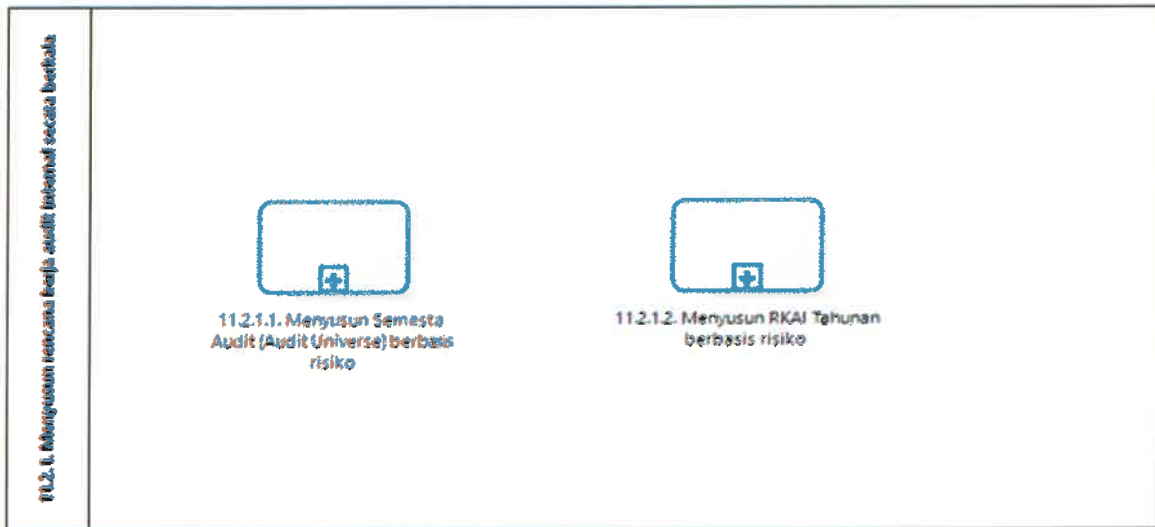 11.2.1. Menyusun rencana kerja audit internal secara berkala
11.2.1.1. Menyusun Semesta
Audit (Audit Universe) berbasis
risiko
11.2.1.2. Menyusun RKAI Tahunan
berbasis risiko